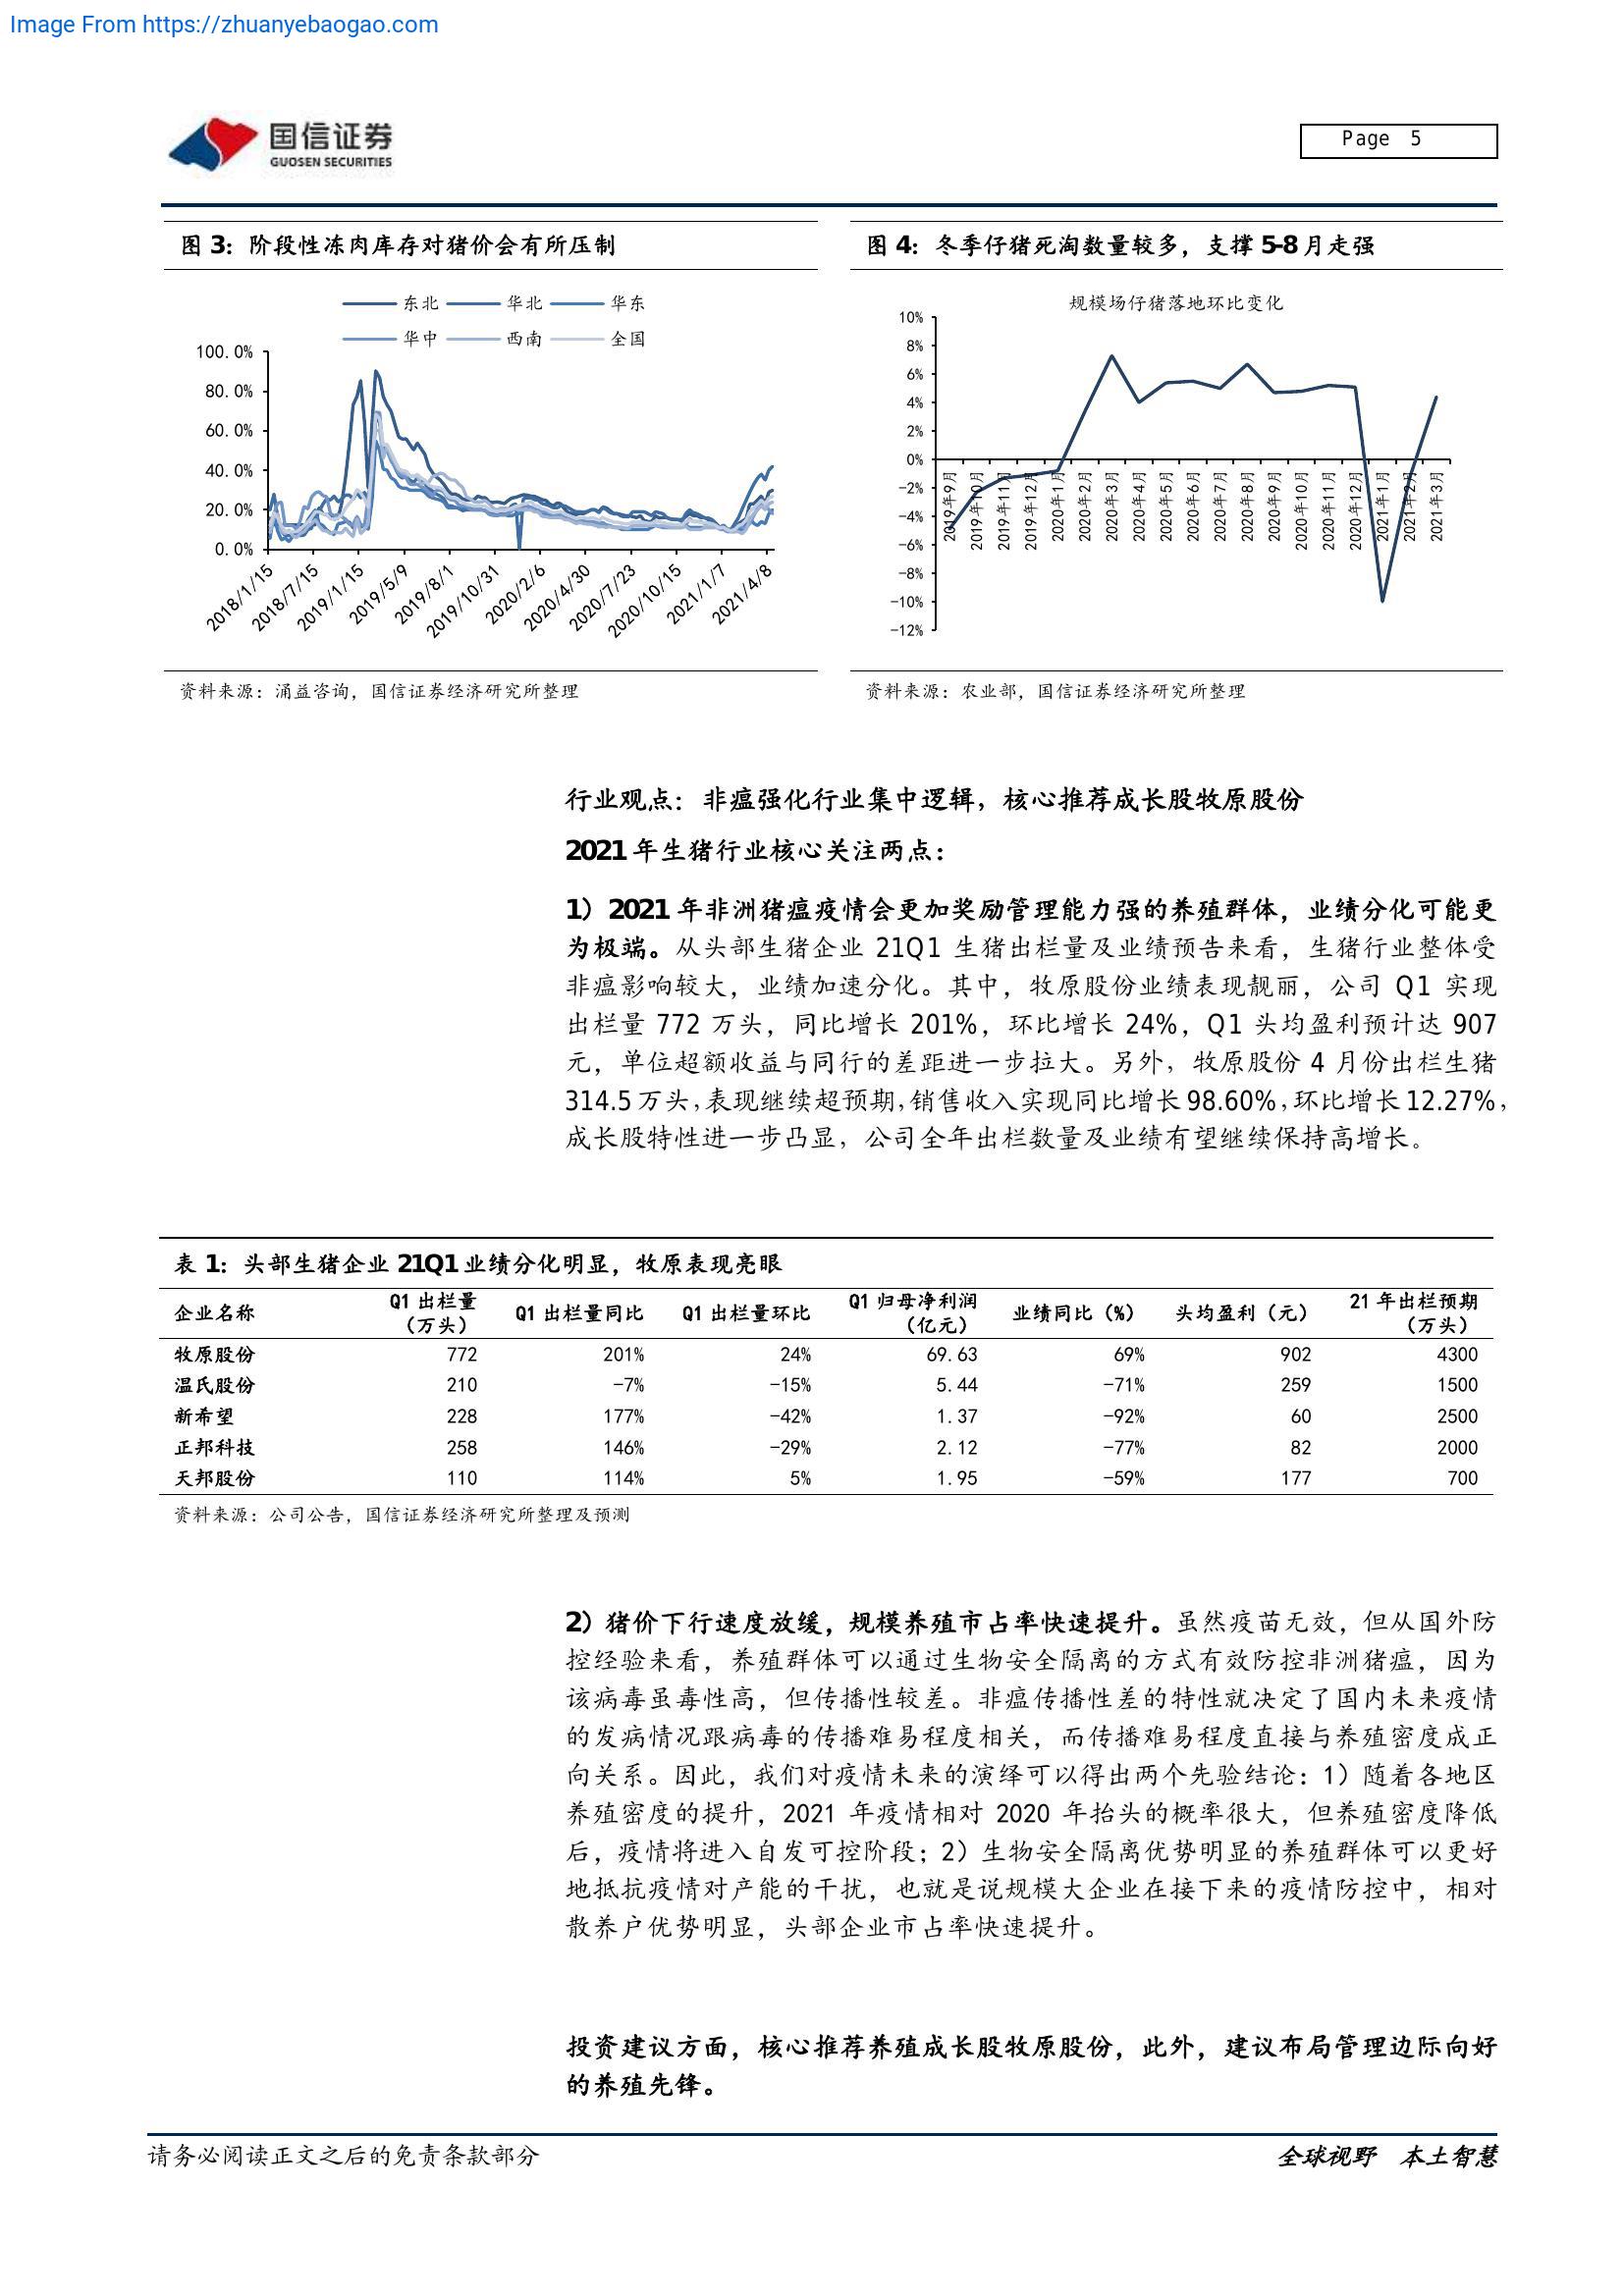 Image From https://zhuanyebaogao.com
国信证券
GUOSEN SECURITIES
Page 5
图 3：阶段性冻肉库存对猪价会有所压制
东北 华北 华东
华中 西南 全国
100.0%
80.0%
60.0%
40.0%
20.0%
0.0%
2018/1/15 2018/7/15 2019/1/15 2019/5/9 2019/8/1 2019/10/31 2020/2/6 2020/4/30 2020/7/23 2020/10/15 2021/1/7 2021/4/8
资料来源：涌益咨询，国信证券经济研究所整理
图 4：冬季仔猪死淘数量较多，支撑 5-8 月走强
规模场仔猪落地环比变化
10%
8%
6%
4%
2%
0%
-2%
-4%
-6%
-8%
-10%
-12%
2019年9月 2019年10月 2019年11月 2019年12月 2020年1月 2020年2月 2020年3月 2020年4月 2020年5月 2020年6月 2020年7月 2020年8月 2020年9月 2020年10月 2020年11月 2020年12月 2021年1月 2021年2月 2021年3月
资料来源：农业部，国信证券经济研究所整理
行业观点：非瘟强化行业集中逻辑，核心推荐成长股牧原股份
2021 年生猪行业核心关注两点：
1）2021 年非洲猪瘟疫情会更加奖励管理能力强的养殖群体，业绩分化可能更
为极端。从头部生猪企业 21Q1 生猪出栏量及业绩预告来看，生猪行业整体受
非瘟影响较大，业绩加速分化。其中，牧原股份业绩表现靓丽，公司 Q1 实现
出栏量 772 万头，同比增长 201%，环比增长 24%，Q1 头均盈利预计达 907
元，单位超额收益与同行的差距进一步拉大。另外，牧原股份 4 月份出栏生猪
314.5 万头，表现继续超预期，销售收入实现同比增长 98.60%，环比增长 12.27%，
成长股特性进一步凸显，公司全年出栏数量及业绩有望继续保持高增长。
表 1：头部生猪企业 21Q1 业绩分化明显，牧原表现亮眼
企业名称 Q1 出栏量（万头） Q1 出栏量同比 Q1 出栏量环比 Q1 归母净利润（亿元） 业绩同比（%） 头均盈利（元） 21 年出栏预期（万头）
牧原股份 772 201% 24% 69.63 69% 902 4300
温氏股份 210 -7% -15% 5.44 -71% 259 1500
新希望 228 177% -42% 1.37 -92% 60 2500
正邦科技 258 146% -29% 2.12 -77% 82 2000
天邦股份 110 114% 5% 1.95 -59% 177 700
资料来源：公司公告，国信证券经济研究所整理及预测
2）猪价下行速度放缓，规模养殖市占率快速提升。虽然疫苗无效，但从国外防
控经验来看，养殖群体可以通过生物安全隔离的方式有效防控非洲猪瘟，因为
该病毒虽毒性高，但传播性较差。非瘟传播性差的特性就决定了国内未来疫情
的发病情况跟病毒的传播难易程度相关，而传播难易程度直接与养殖密度成正
向关系。因此，我们对疫情未来的演绎可以得出两个先验结论：1）随着各地区
养殖密度的提升，2021 年疫情相对 2020 年抬头的概率很大，但养殖密度降低
后，疫情将进入自发可控阶段；2）生物安全隔离优势明显的养殖群体可以更好
地抵抗疫情对产能的干扰，也就是说规模大企业在接下来的疫情防控中，相对
散养户优势明显，头部企业市占率快速提升。
投资建议方面，核心推荐养殖成长股牧原股份，此外，建议布局管理边际向好
的养殖先锋。
请务必阅读正文之后的免责条款部分
全球视野 本土智慧